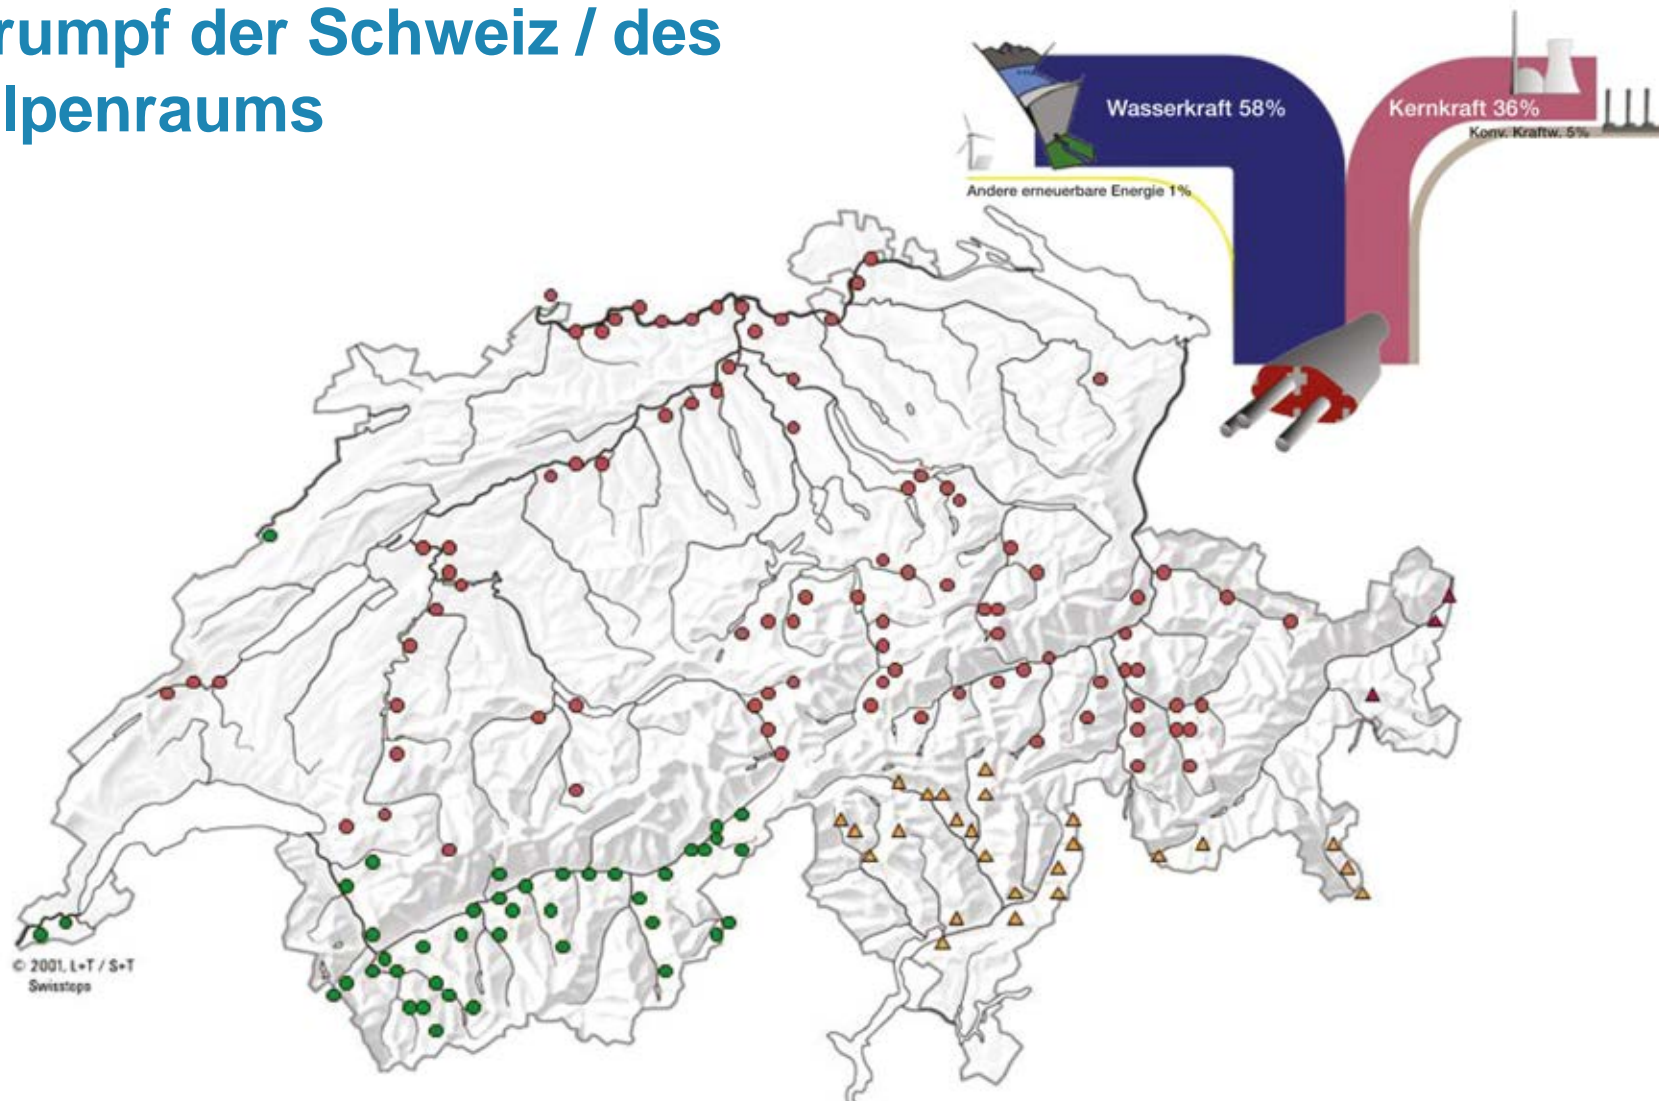 rumpf der Schweiz / des
lpenraums
Wasserkraft 58%
Kernkraft 36%
Konv. Kraftw. 5%
Andere erneuerbare Energie 1%
© 2001, L+T / S+T
Swisstopo